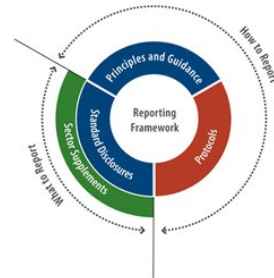 How to Report
Principles and Guidance
Reporting
Framework
Standard Disclosures
Sector Supplements
Protocols
What to Report